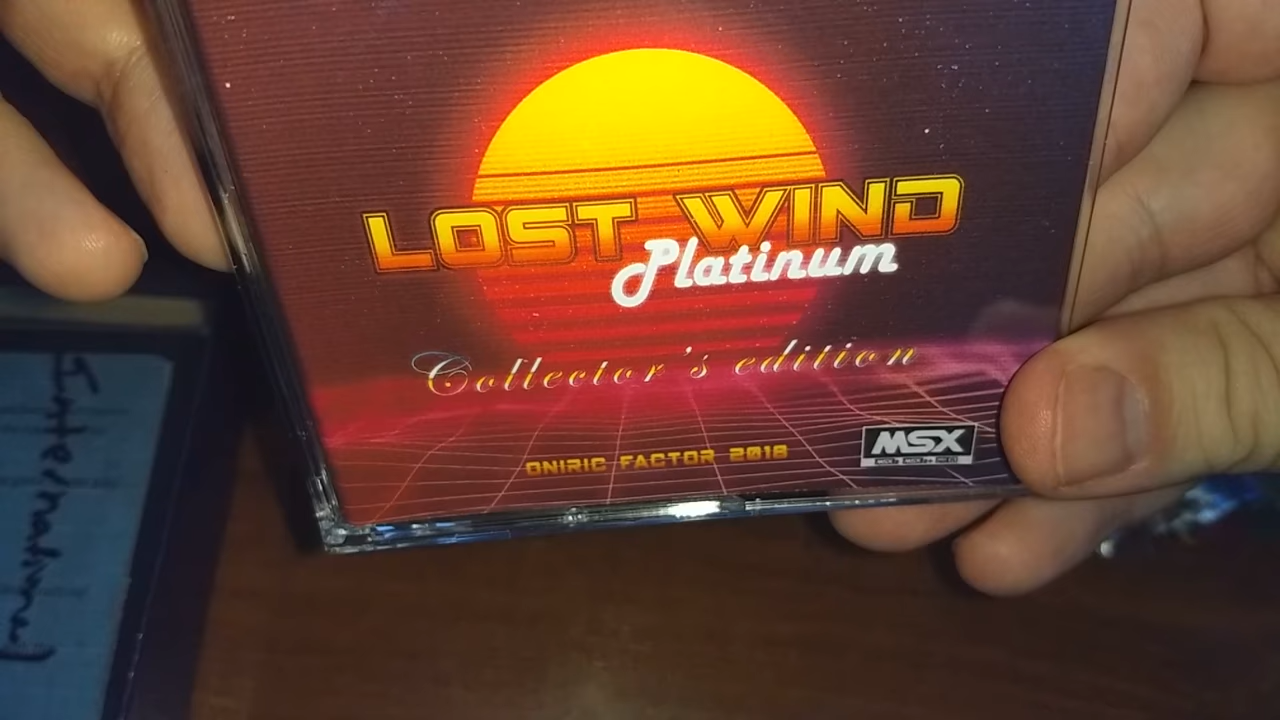 LOST WIND
Platinum
Collector's edition
ONIRIC FACTOR 2018
MSX